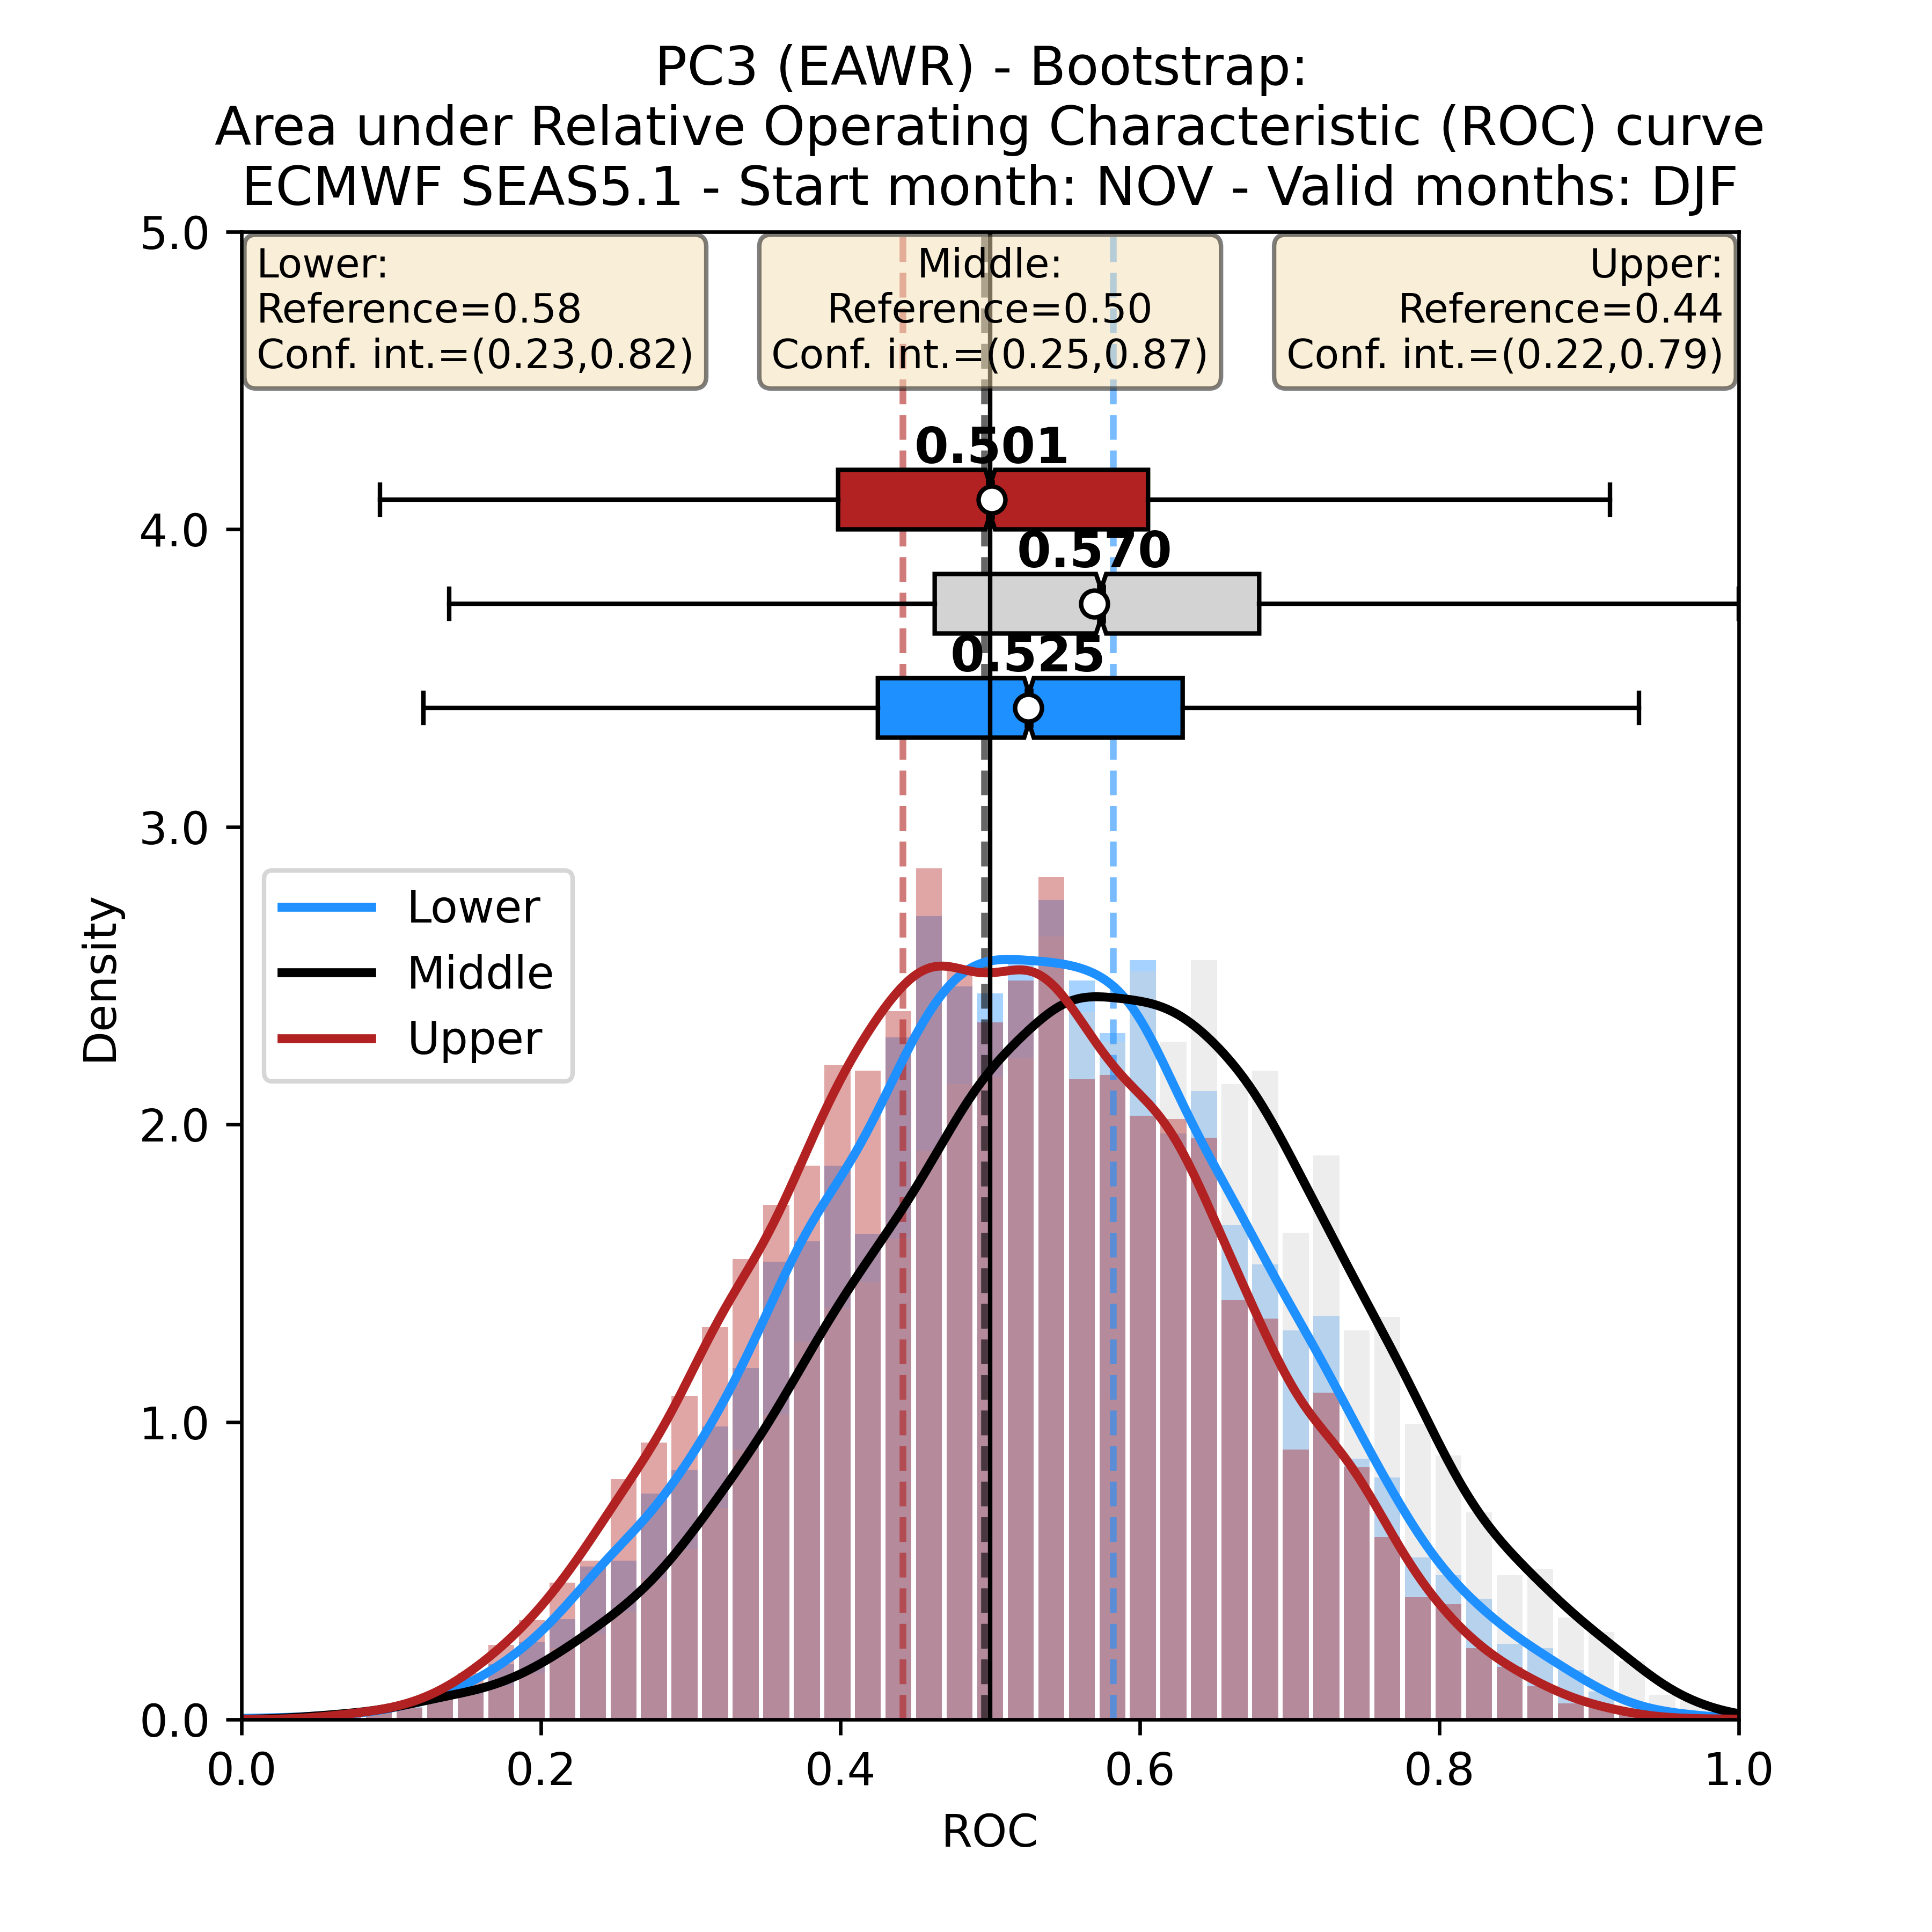 PC3 (EAWR) - Bootstrap:
Area under Relative Operating Characteristic (ROC) curve
ECMWF SEAS5.1 - Start month: NOV - Valid months: DJF
Lower:
Reference=0.58
Conf. int.=(0.23,0.82)
Middle:
Reference=0.50
Conf. int.=(0.25,0.87)
Upper:
Reference=0.44
Conf. int.=(0.22,0.79)
0.501
0.570
0.525
Lower
Middle
Upper
Density
5.0
4.0
3.0
2.0
1.0
0.0
0.0
0.2
0.4
0.6
0.8
1.0
ROC